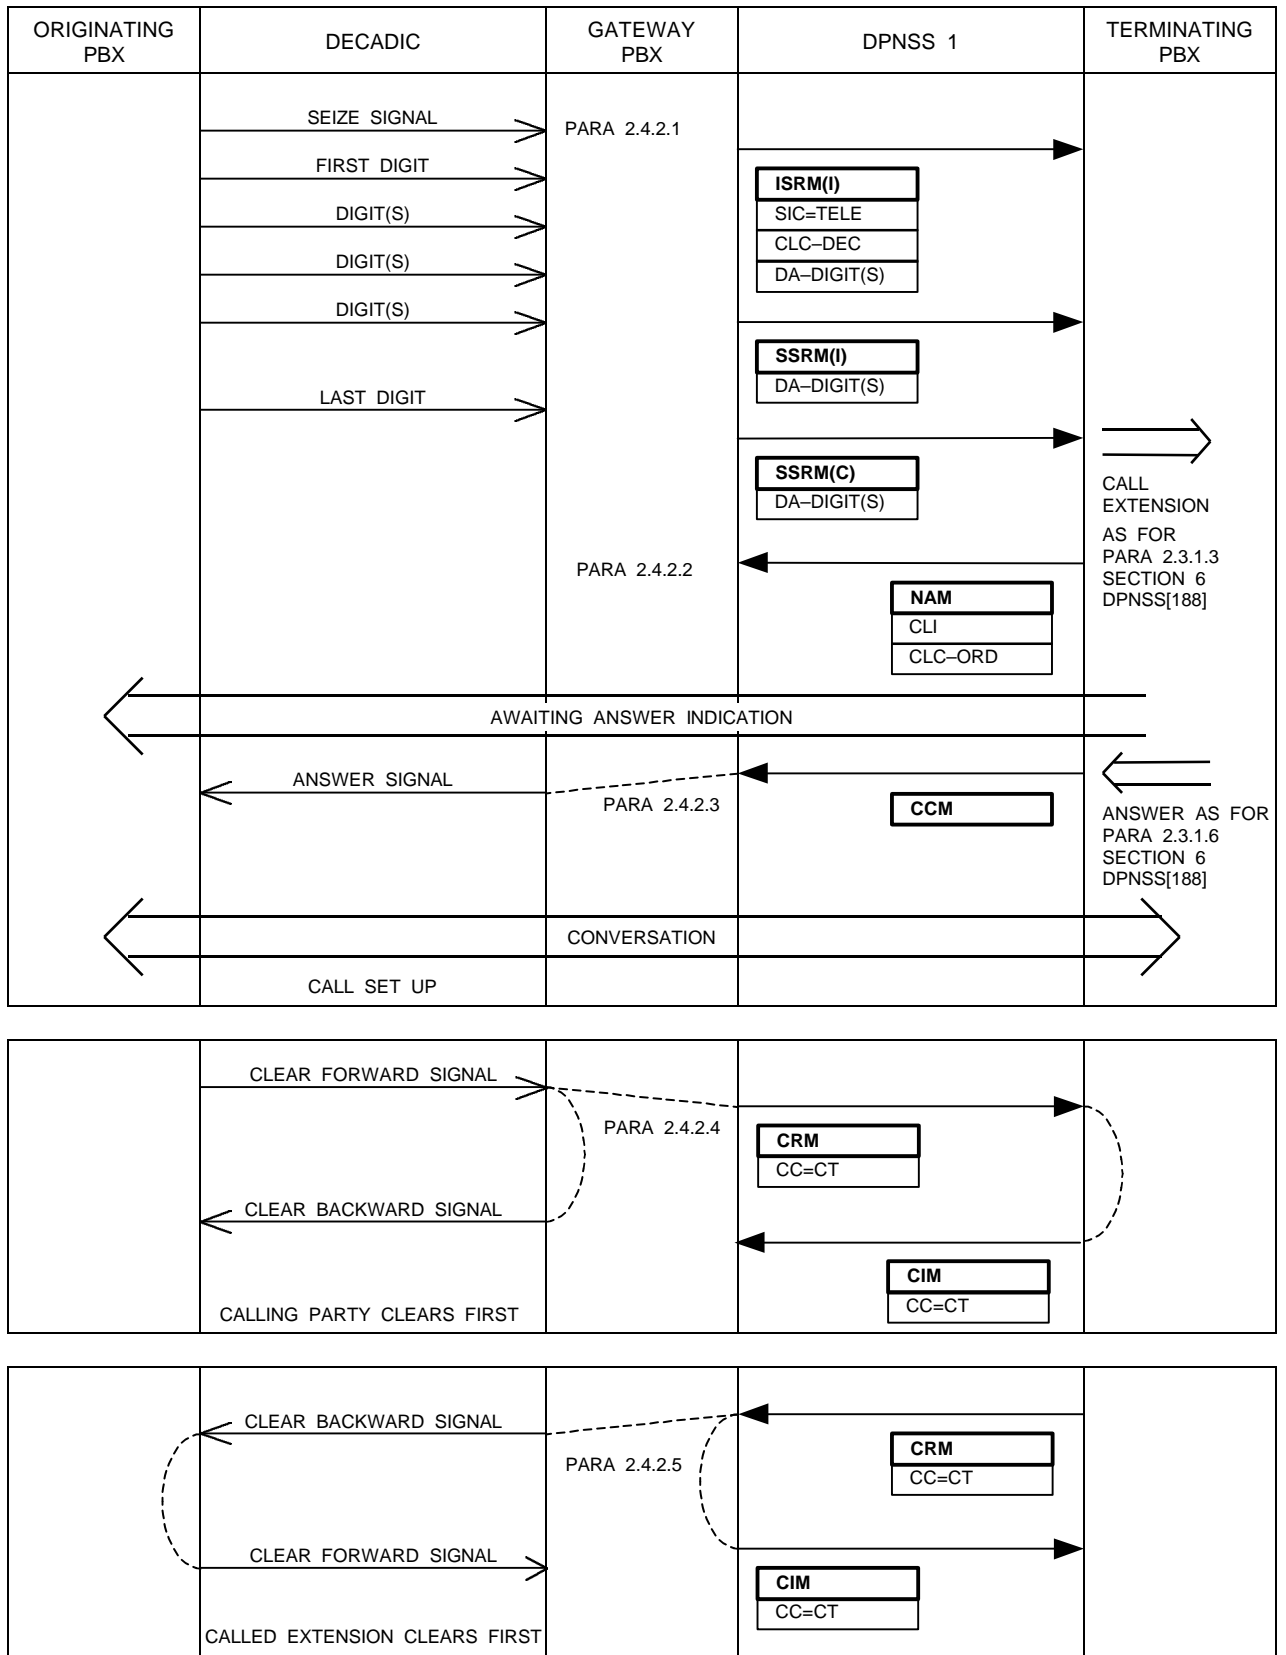 ORIGINATING
PBX
DECADIC
GATEWAY
PBX
DPNSS 1
TERMINATING
PBX
SEIZE SIGNAL
PARA 2.4.2.1
FIRST DIGIT
ISRM(I)
SIC=TELE
CLC–DEC
DA–DIGIT(S)
DIGIT(S)
DIGIT(S)
DIGIT(S)
SSRM(I)
DA–DIGIT(S)
LAST DIGIT
SSRM(C)
DA–DIGIT(S)
CALL
EXTENSION
AS FOR
PARA 2.3.1.3
SECTION 6
DPNSS[188]
PARA 2.4.2.2
NAM
CLI
CLC–ORD
AWAITING ANSWER INDICATION
ANSWER SIGNAL
PARA 2.4.2.3
CCM
ANSWER AS FOR
PARA 2.3.1.6
SECTION 6
DPNSS[188]
CONVERSATION
CALL SET UP
CLEAR FORWARD SIGNAL
PARA 2.4.2.4
CRM
CC=CT
CLEAR BACKWARD SIGNAL
CIM
CC=CT
CALLING PARTY CLEARS FIRST
CLEAR BACKWARD SIGNAL
PARA 2.4.2.5
CRM
CC=CT
CLEAR FORWARD SIGNAL
CIM
CC=CT
CALLED EXTENSION CLEARS FIRST